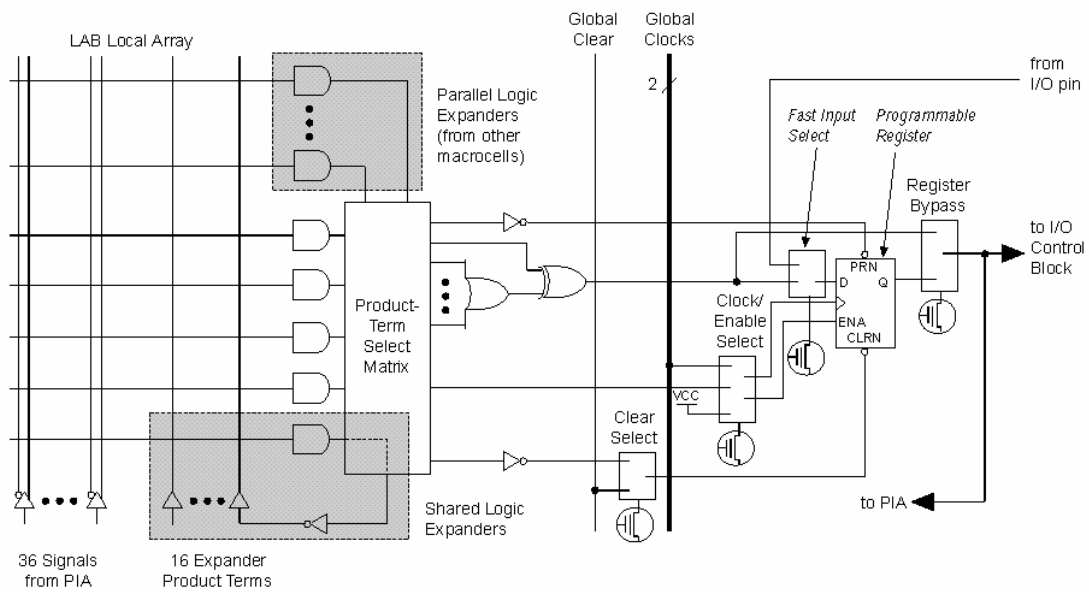 LAB Local Array
Global
Clear
Global
Clocks
2
from
I/O pin
Parallel Logic
Expanders
(from other
macrocells)
Fast Input
Select
Programmable
Register
Register
Bypass
to I/O
Control
Block
PRN
D
Q
ENA
CLRN
Clock/
Enable
Select
VCC
Product-
Term
Select
Matrix
Clear
Select
Shared Logic
Expanders
to PIA
36 Signals
from PIA
16 Expander
Product Terms